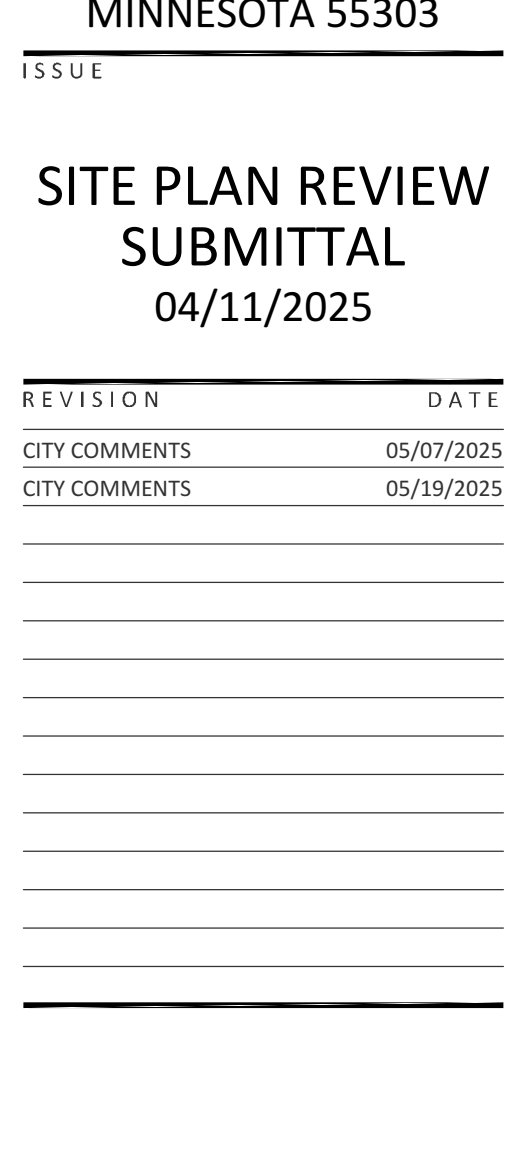 MINNESOTA 55303
ISSUE
SITE PLAN REVIEW
SUBMITTAL
04/11/2025
REVISION DATE
CITY COMMENTS 05/07/2025
CITY COMMENTS 05/19/2025